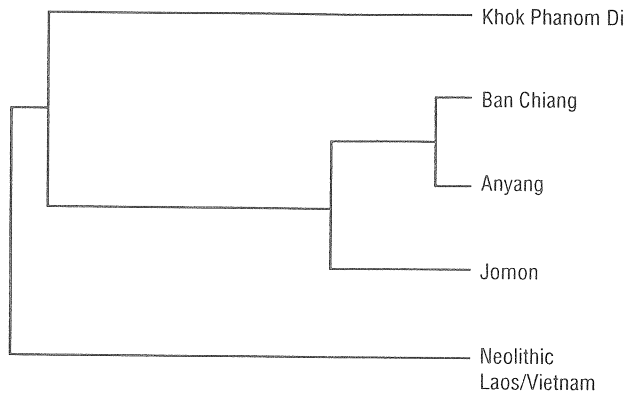 Khok Phanom Di
Ban Chiang
Anyang
Jomon
Neolithic
Laos/Vietnam